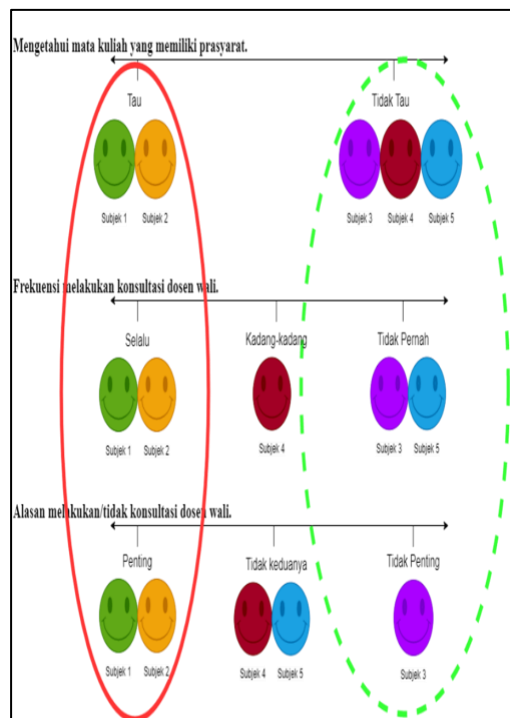 Mengetahui mata kuliah yang memiliki prasyarat.
Tau Tidak Tau
Subjek 1 Subjek 2 Subjek 3 Subjek 4 Subjek 5
Frekuensi melakukan konsultasi dosen wali.
Selalu Kadang-kadang Tidak Pernah
Subjek 1 Subjek 2 Subjek 4 Subjek 3 Subjek 5
Alasan melakukan/tidak konsultasi dosen wali.
Penting Tidak keduanya Tidak Penting
Subjek 1 Subjek 2 Subjek 4 Subjek 5 Subjek 3